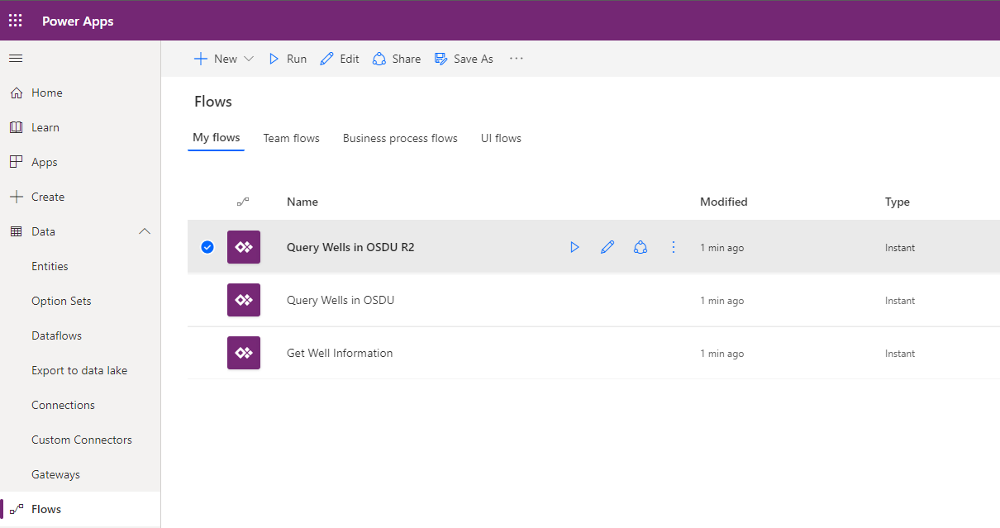 Power Apps
New Run Edit Share Save As ...
Home
Learn
Apps
Create
Data
Entities
Option Sets
Dataflows
Export to data lake
Connections
Custom Connectors
Gateways
Flows
Flows
My flows Team flows Business process flows UI flows
Name Modified Type
Query Wells in OSDU R2 1 min ago Instant
Query Wells in OSDU 1 min ago Instant
Get Well Information 1 min ago Instant